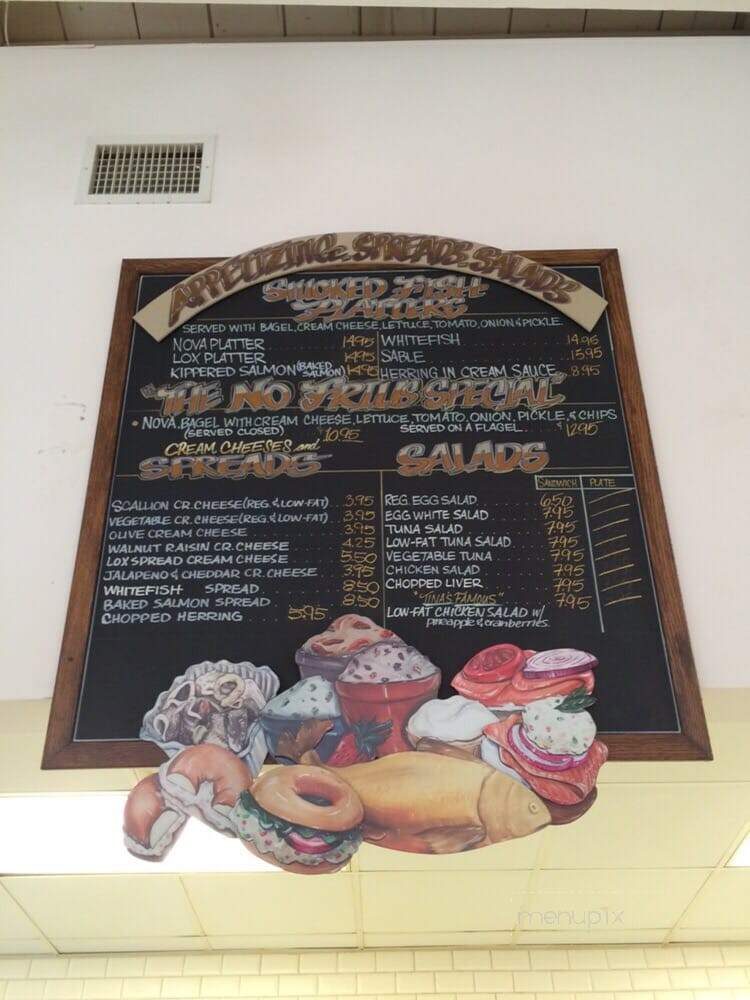 APPETIZING SPREADS SALADS
SMOKED FISH
PLATTERS
SERVED WITH BAGEL, CREAM CHEESE, LETTUCE, TOMATO, ONION & PICKLE
NOVA PLATTER 14.95
LOX PLATTER 14.95
KIPPERED SALMON (BAKED SALMON) 14.95
WHITEFISH 14.95
SABLE 15.95
HERRING IN CREAM SAUCE 8.95
"THE NO FRILLS SPECIAL"
• NOVA, BAGEL WITH CREAM CHEESE, LETTUCE, TOMATO, ONION, PICKLE, & CHIPS
(SERVED CLOSED) $10.95
SERVED ON A FLAGEL $12.95
CREAM CHEESES and
SPREADS
SCALLION CR. CHEESE (REG. & LOW-FAT) 3.95
VEGETABLE CR. CHEESE (REG. & LOW-FAT) 3.95
OLIVE CREAM CHEESE 3.95
WALNUT RAISIN CR. CHEESE 4.25
LOX SPREAD CREAM CHEESE 5.50
JALAPENO & CHEDDAR CR. CHEESE 3.95
WHITEFISH SPREAD 8.50
BAKED SALMON SPREAD 8.50
CHOPPED HERRING 5.95
SALADS
SANDWICH PLATE
REG. EGG SALAD 6.50
EGG WHITE SALAD 7.95
TUNA SALAD 7.95
LOW-FAT TUNA SALAD 7.95
VEGETABLE TUNA 7.95
CHICKEN SALAD 7.95
CHOPPED LIVER 7.95
"TINA'S FAMOUS" 7.95
LOW-FAT CHICKEN SALAD W/
pineapple & cranberries.
menupix